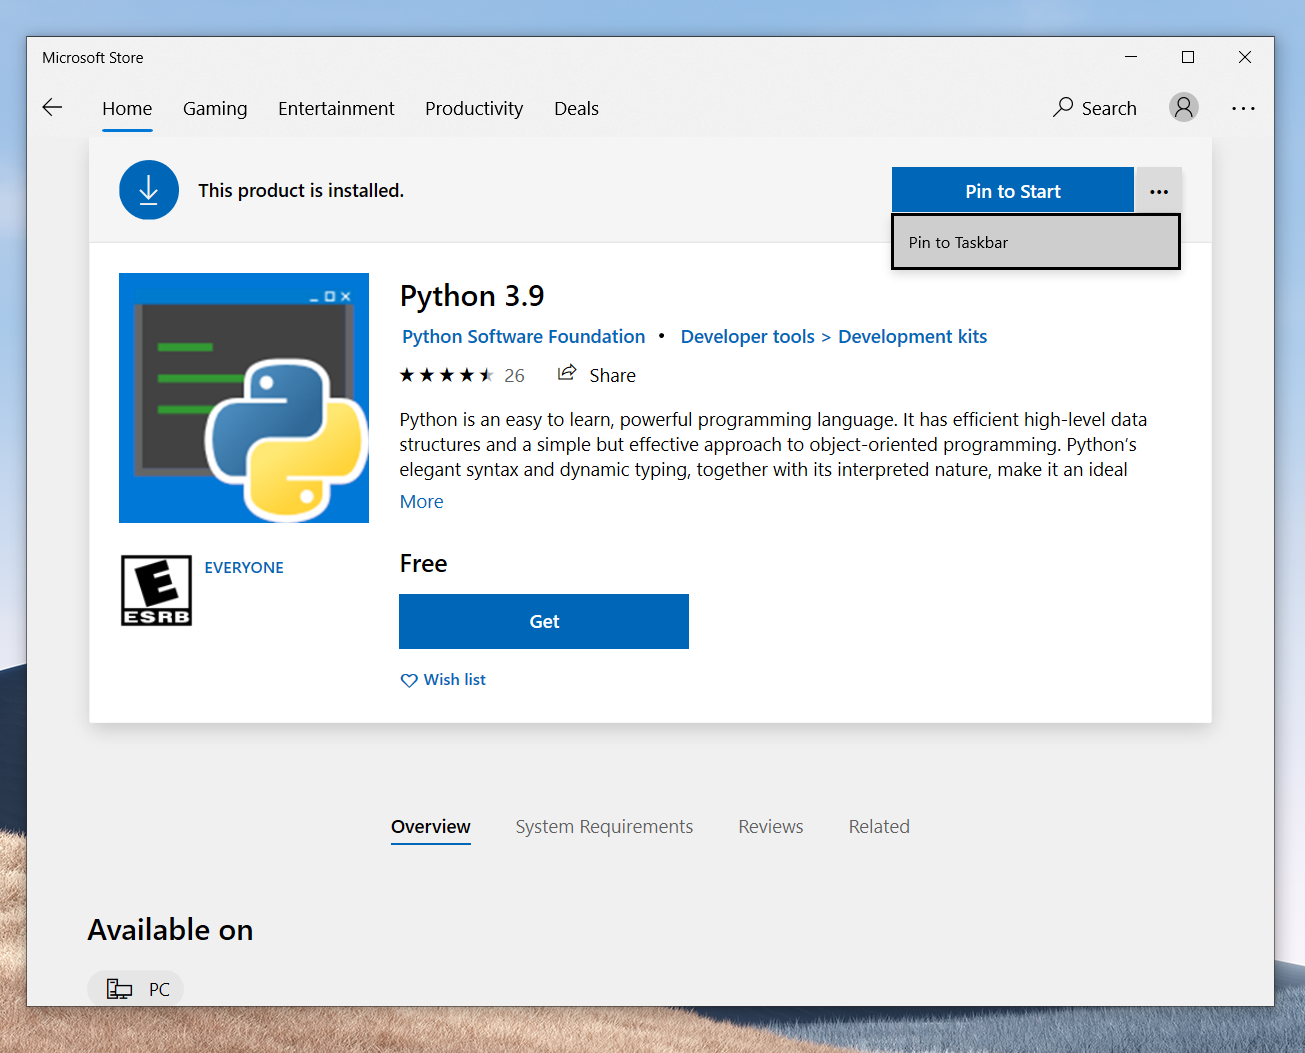 Microsoft Store
Home Gaming Entertainment Productivity Deals Search
This product is installed.
Pin to Start
Pin to Taskbar
Python 3.9
Python Software Foundation • Developer tools > Development kits
26 Share
Python is an easy to learn, powerful programming language. It has efficient high-level data
structures and a simple but effective approach to object-oriented programming. Python’s
elegant syntax and dynamic typing, together with its interpreted nature, make it an ideal
More
E
ESRB
EVERYONE
Free
Get
Wish list
Overview System Requirements Reviews Related
Available on
PC